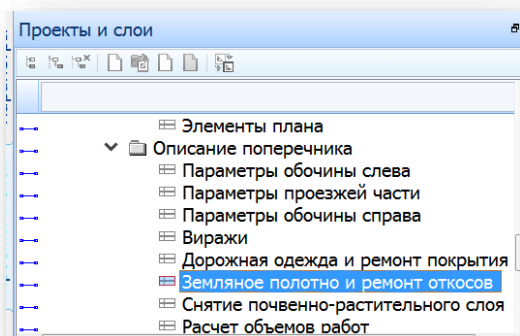 Проекты и слои
Элементы плана
Описание поперечника
Параметры обочины слева
Параметры проезжей части
Параметры обочины справа
Виражи
Дорожная одежда и ремонт покрытия
Земляное полотно и ремонт откосов
Снятие почвенно-растительного слоя
Расчет объемов работ